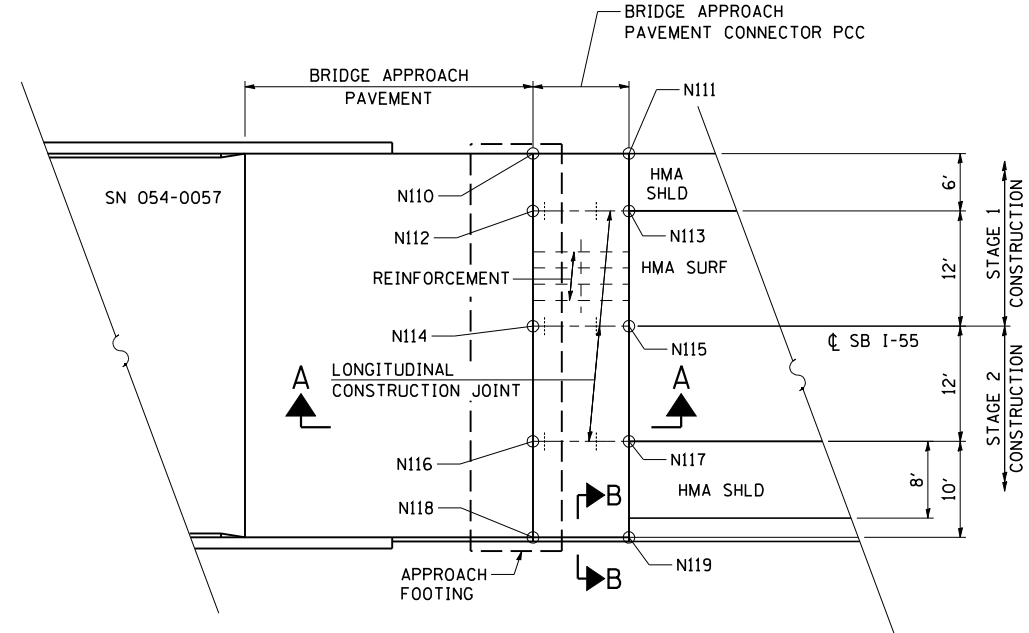 BRIDGE APPROACH
PAVEMENT CONNECTOR PCC
BRIDGE APPROACH
PAVEMENT
N111
HMA
SHLD
6'
SN 054-0057
N110
N112
N113
HMA SURF
REINFORCEMENT
12'
STAGE 1
CONSTRUCTION
N114
N115
℄ SB I-55
LONGITUDINAL
CONSTRUCTION JOINT
A
A
12'
STAGE 2
CONSTRUCTION
N116
N117
HMA SHLD
8'
10'
B
N118
N119
APPROACH
FOOTING
B